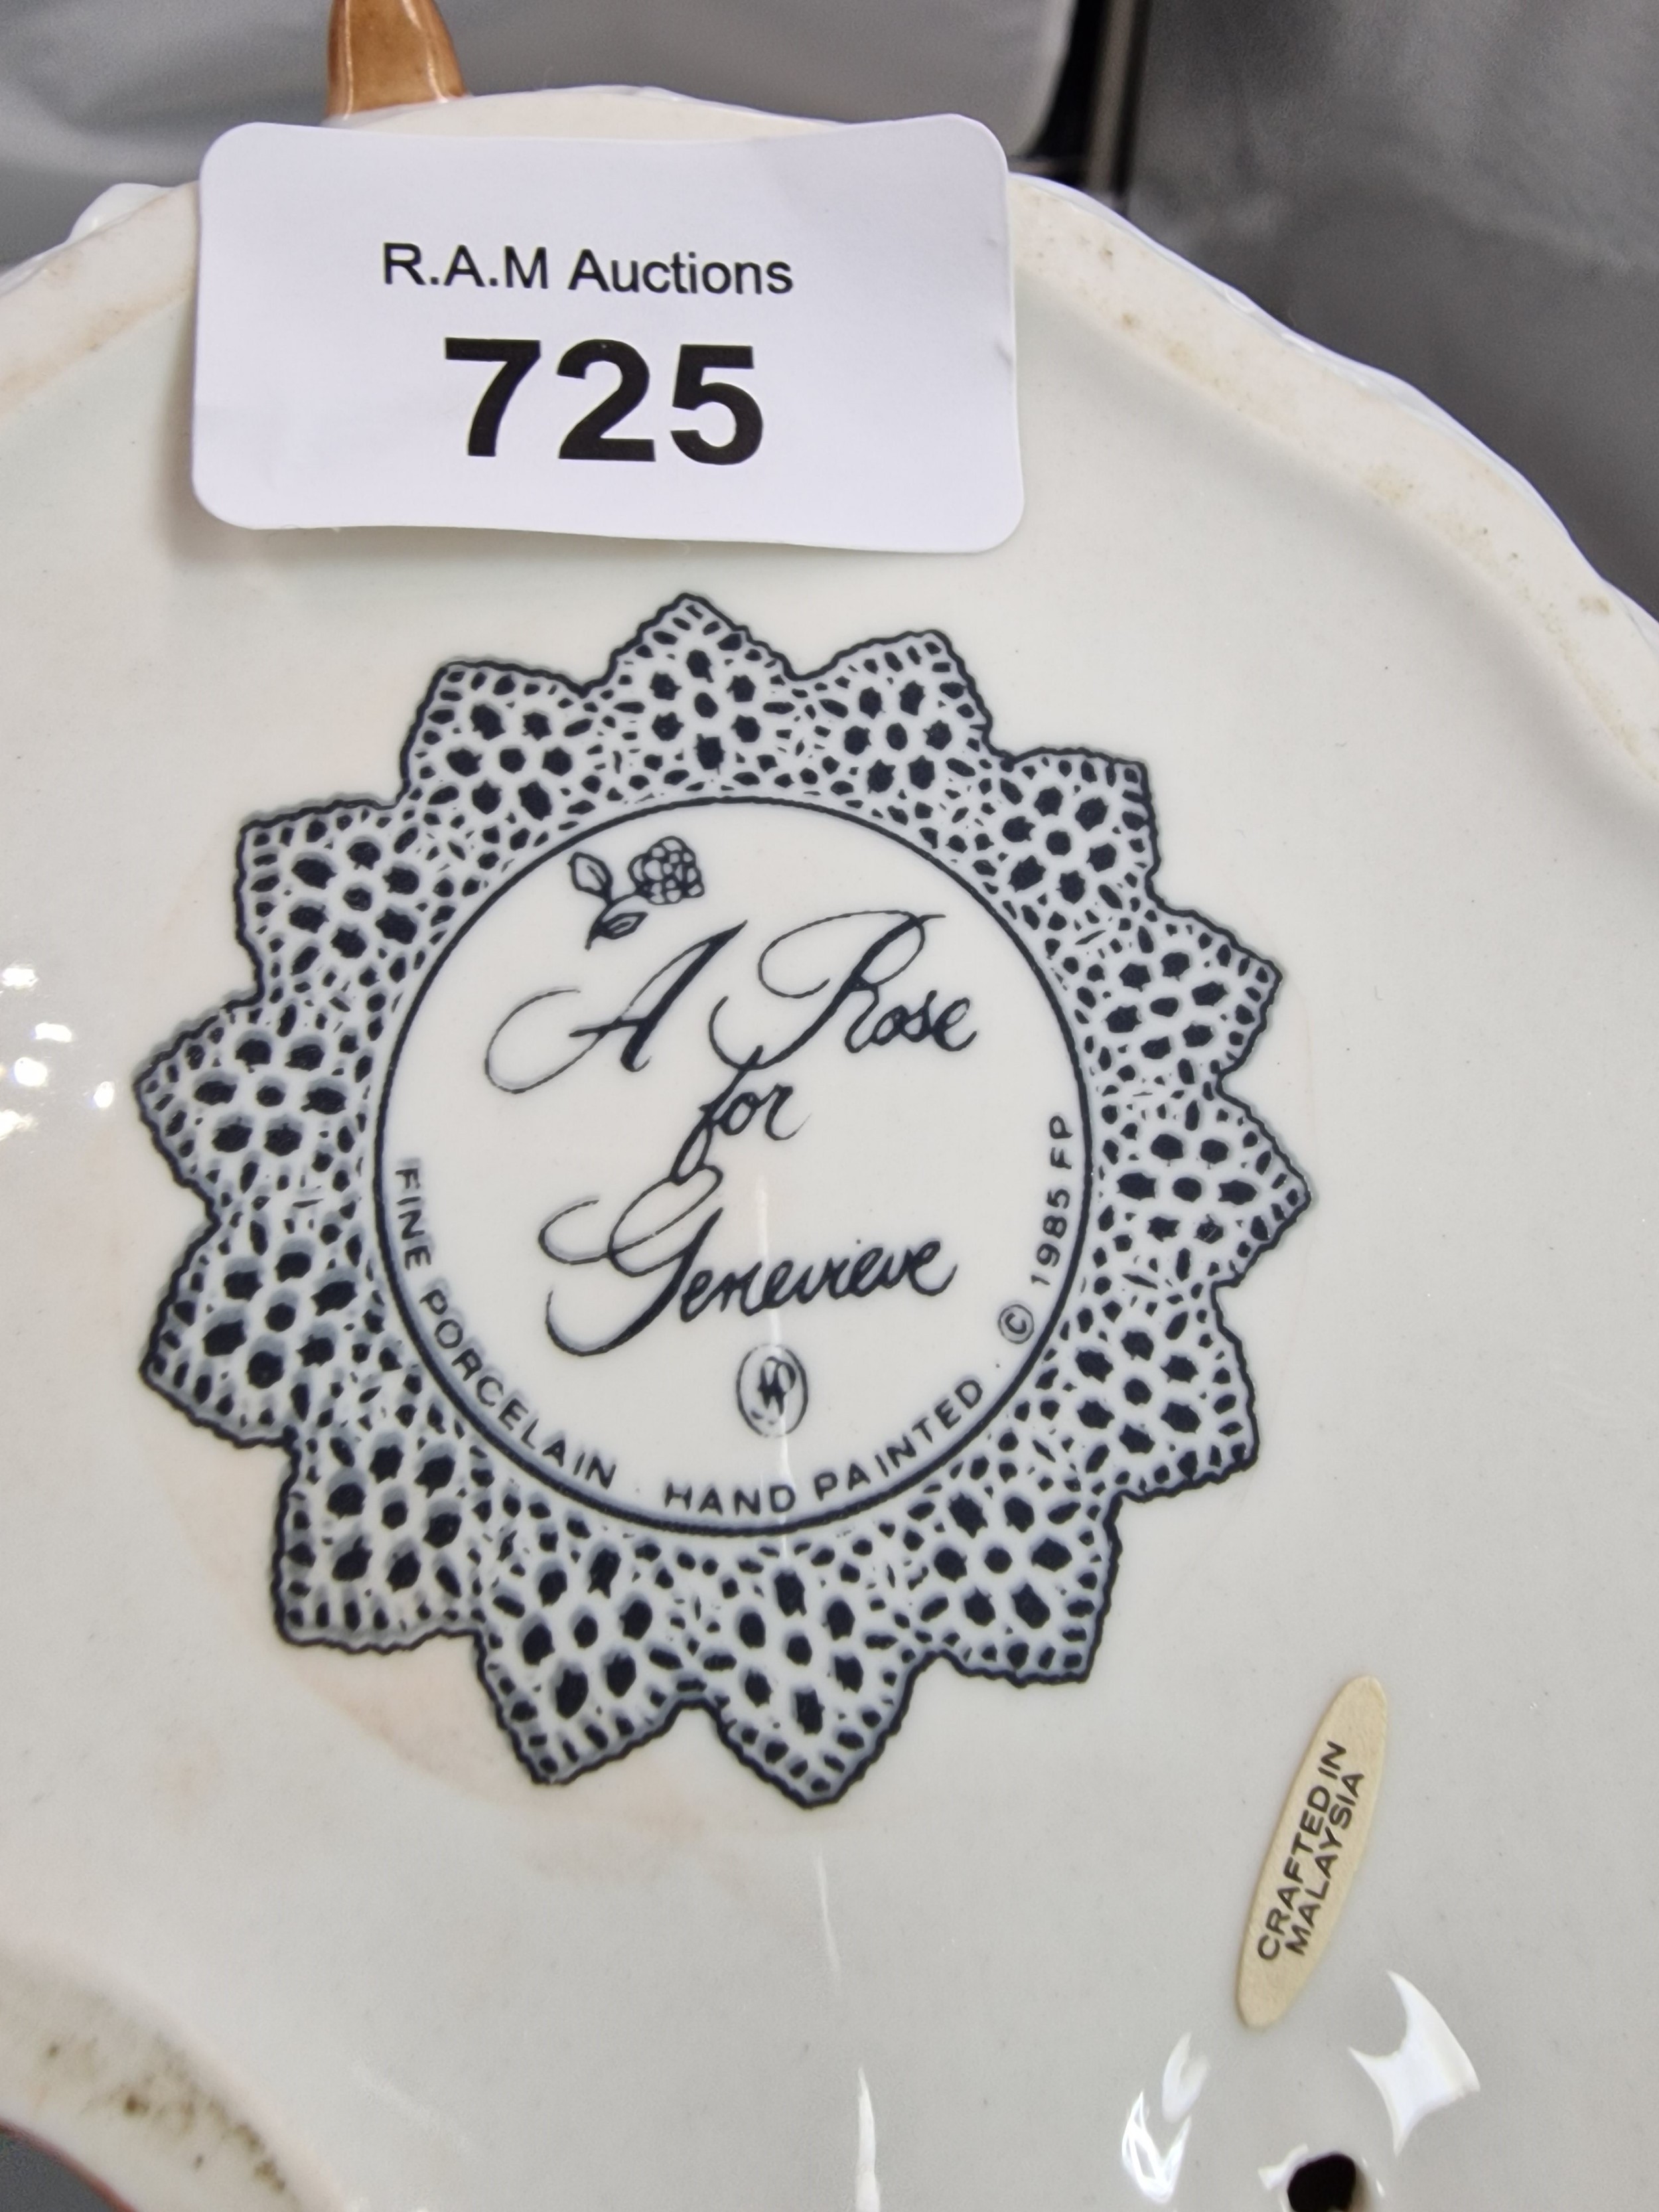 R.A.M Auctions
725
A Rose
for
Genevieve
FINE PORCELAIN HAND PAINTED © 1985 FP
CRAFTED IN
MALAYSIA